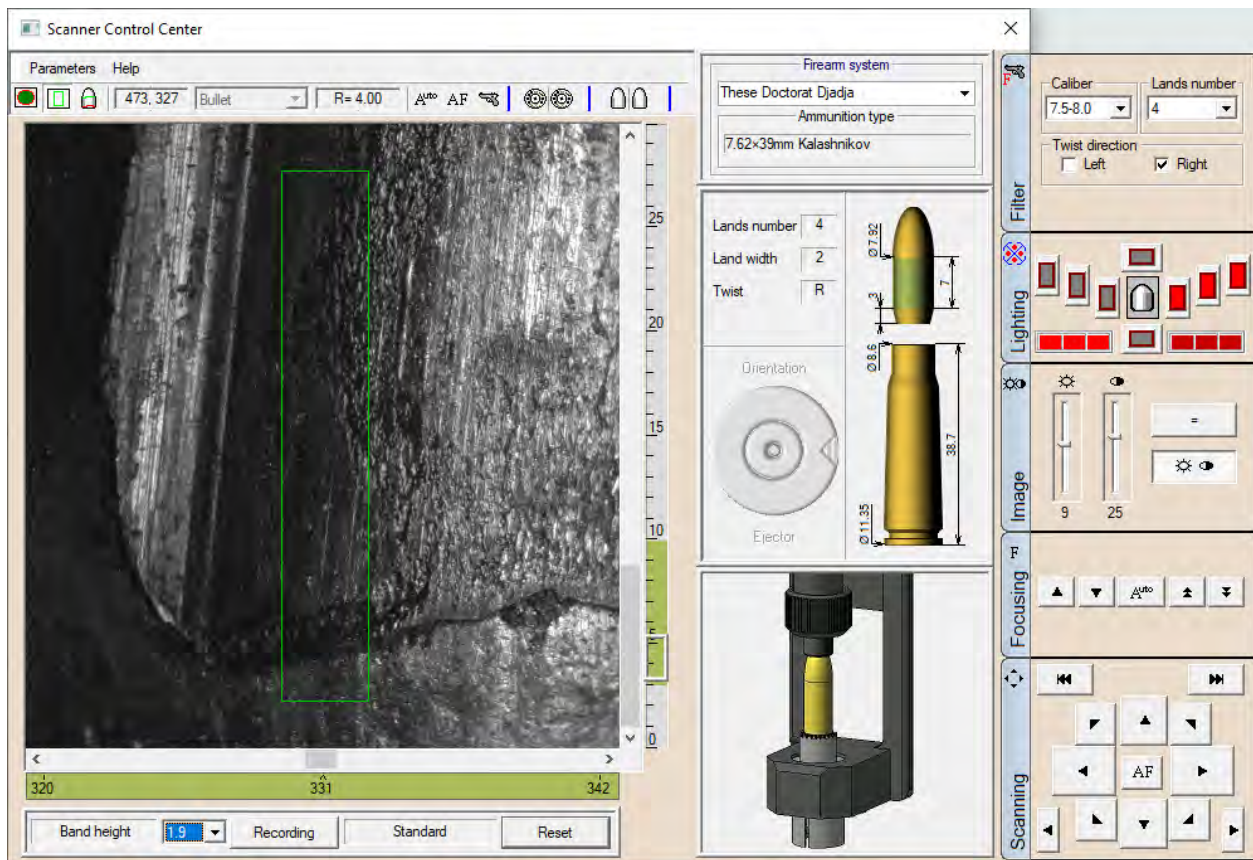 Scanner Control Center
Parameters Help
473, 327 Bullet R= 4.00 Auto AF
25
20
15
10
5
0
320 331 342
Band height 1.9 Recording Standard Reset
Firearm system
These Doctorat Djadja
Ammunition type
7.62×39mm Kalashnikov
Lands number 4
Land width 2
Twist R
Orientation
Ejector
Ø 7.92
7
3
Ø 8.6
38.7
Ø 11.35
F
Filter
Caliber Lands number
7.5-8.0 4
Twist direction
Left Right
Lighting
Image
=
9 25
F
Focusing
Auto
Scanning
AF